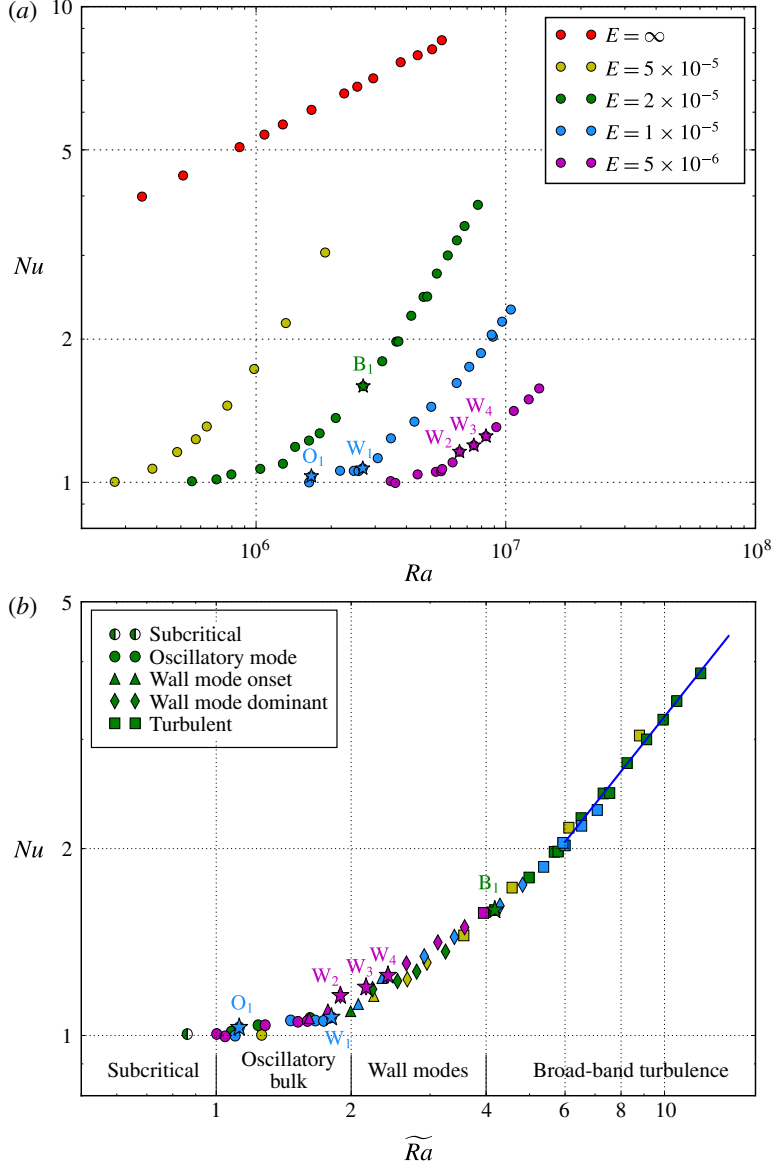 (a)
10
5
2
1
Nu
E = ∞
E = 5 × 10⁻⁵
E = 2 × 10⁻⁵
E = 1 × 10⁻⁵
E = 5 × 10⁻⁶
B₁
O₁
W₁
W₂
W₃
W₄
10⁶
10⁷
10⁸
Ra
(b)
5
2
1
Nu
Subcritical
Oscillatory mode
Wall mode onset
Wall mode dominant
Turbulent
B₁
O₁
W₁
W₂
W₃
W₄
Subcritical
Oscillatory
bulk
Wall modes
Broad-band turbulence
1
2
4
6
8
10
R͠a